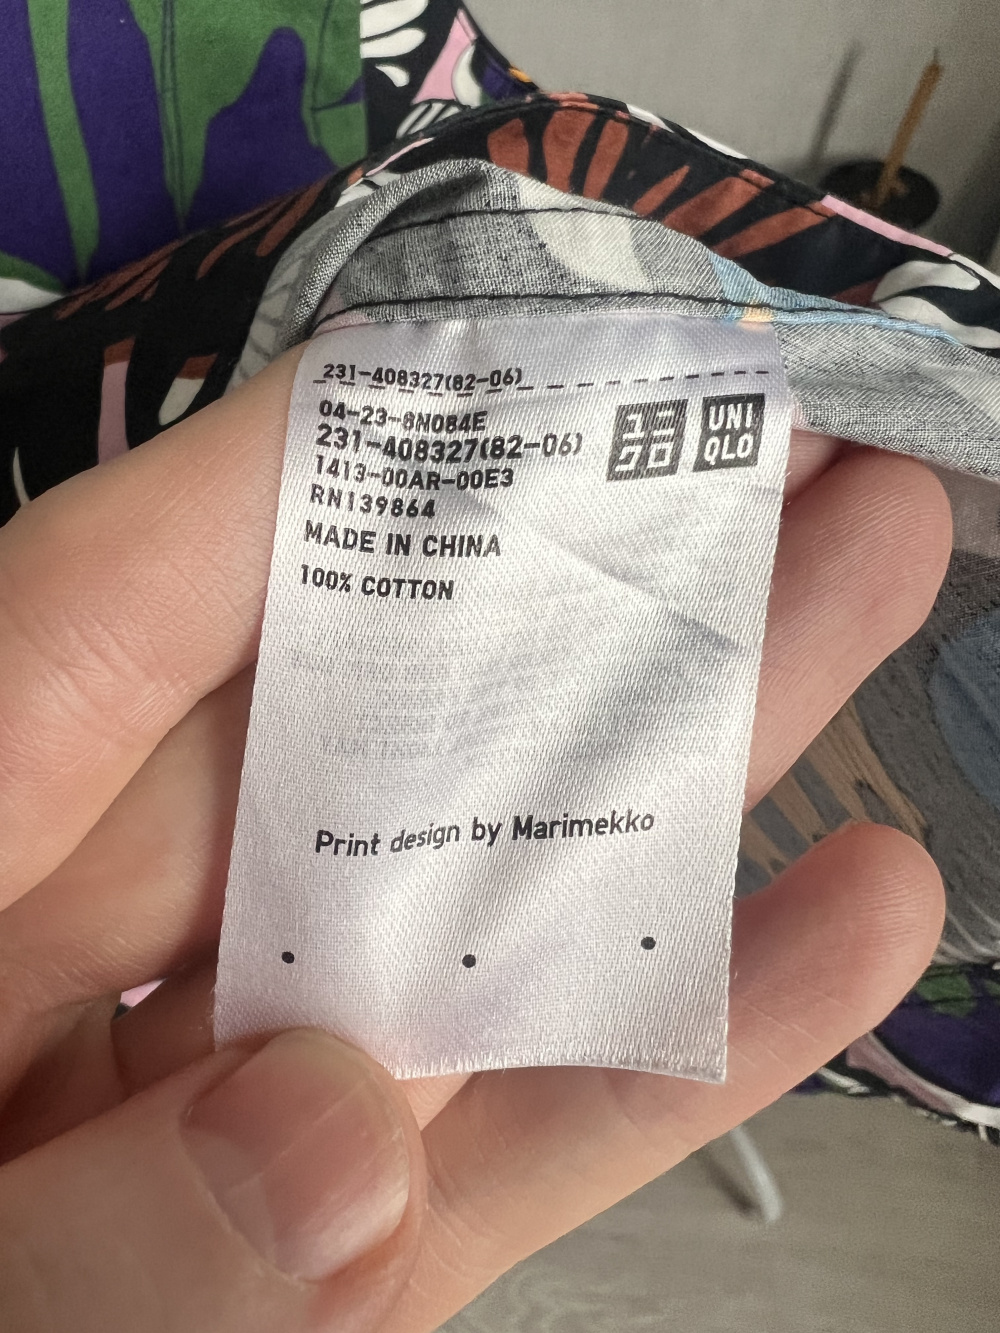 231-408327(82-06)
04-23-8N084E
231-408327(82-06)
1413-00AR-00E3
RN139864
MADE IN CHINA
100% COTTON
ユニ
クロ
UNI
QLO
Print design by Marimekko